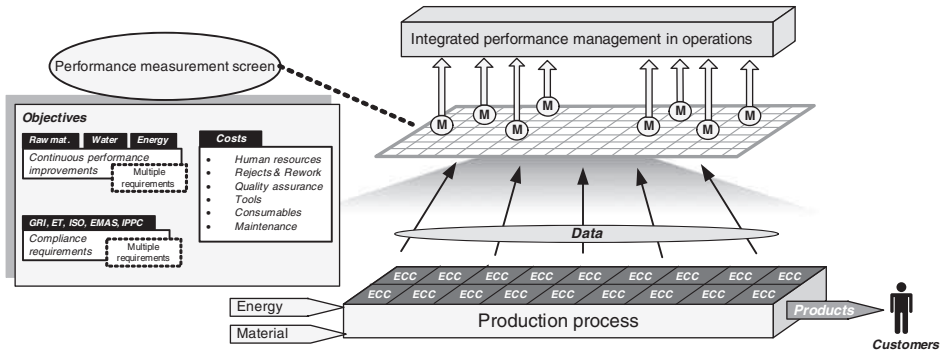 Integrated performance management in operations
Performance measurement screen
M M M M M M M M
Objectives
Raw mat. Water Energy
Continuous performance
improvements
Multiple
requirements
GRI, ET, ISO, EMAS, IPPC
Compliance
requirements
Multiple
requirements
Costs
• Human resources
• Rejects & Rework
• Quality assurance
• Tools
• Consumables
• Maintenance
Data
ECC ECC ECC ECC ECC ECC ECC ECC ECC
ECC ECC ECC ECC ECC ECC ECC ECC ECC
Energy
Material
Production process
Products
Customers